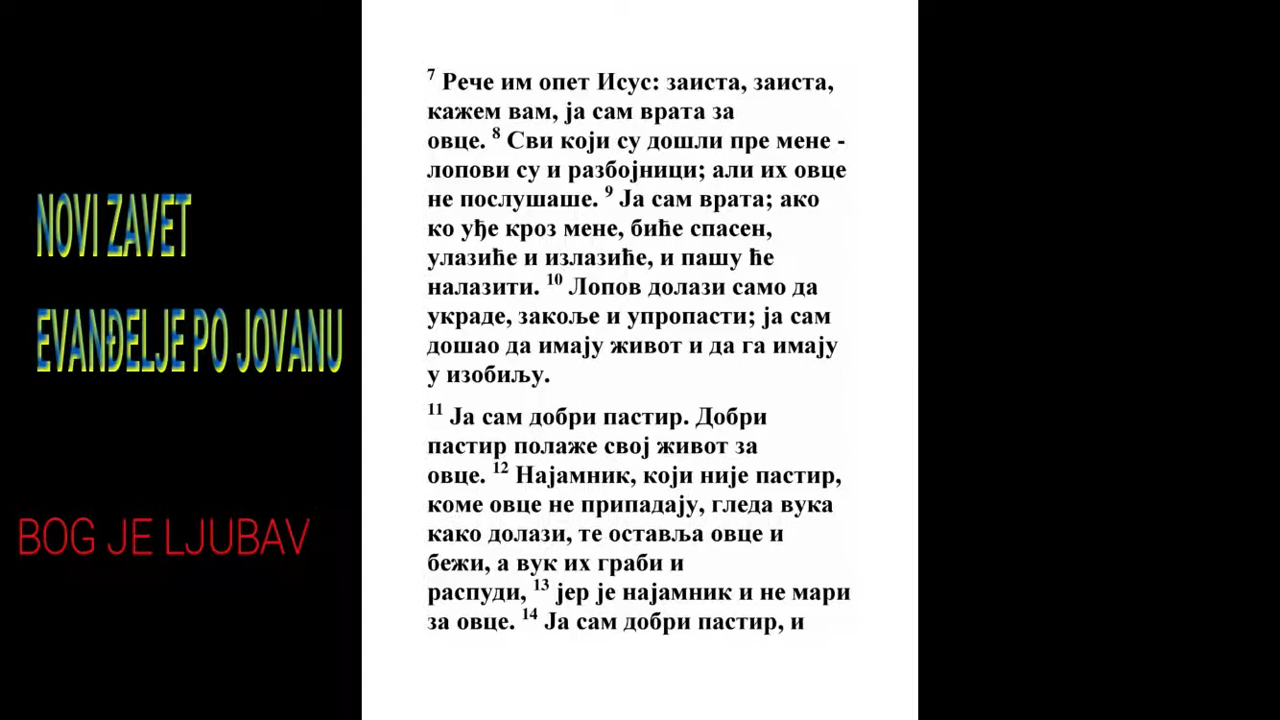 NOVI ZAVET
EVANĐELJE PO JOVANU
BOG JE LJUBAV
7 Рече им опет Исус: заиста, заиста,
кажем вам, ја сам врата за
овце. 8 Сви који су дошли пре мене -
лопови су и разбојници; али их овце
не послушаше. 9 Ја сам врата; ако
ко уђе кроз мене, биће спасен,
улазиће и излазиће, и пашу ће
налазити. 10 Лопов долази само да
украде, закоље и упропасти; ја сам
дошао да имају живот и да га имају
у изобиљу.
11 Ја сам добри пастир. Добри
пастир полаже свој живот за
овце. 12 Најамник, који није пастир,
коме овце не припадају, гледа вука
како долази, те оставља овце и
бежи, а вук их граби и
распуди, 13 јер је најамник и не мари
за овце. 14 Ја сам добри пастир, и